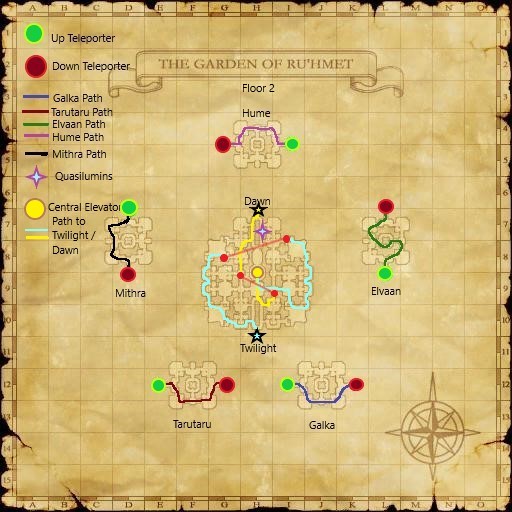 A B C D E F G H I J K L M N O
Up Teleporter
THE GARDEN OF RU'HMET
Down Teleporter
Floor 2
Galka Path
Tarutaru Path
Elvaan Path
Hume Path
Mithra Path
Hume
Quasilumins
Central Elevator
Path to
Twilight /
Dawn
Dawn
Mithra
Elvaan
Twilight
Tarutaru
Galka
A B C D E F G H I J K L M N O